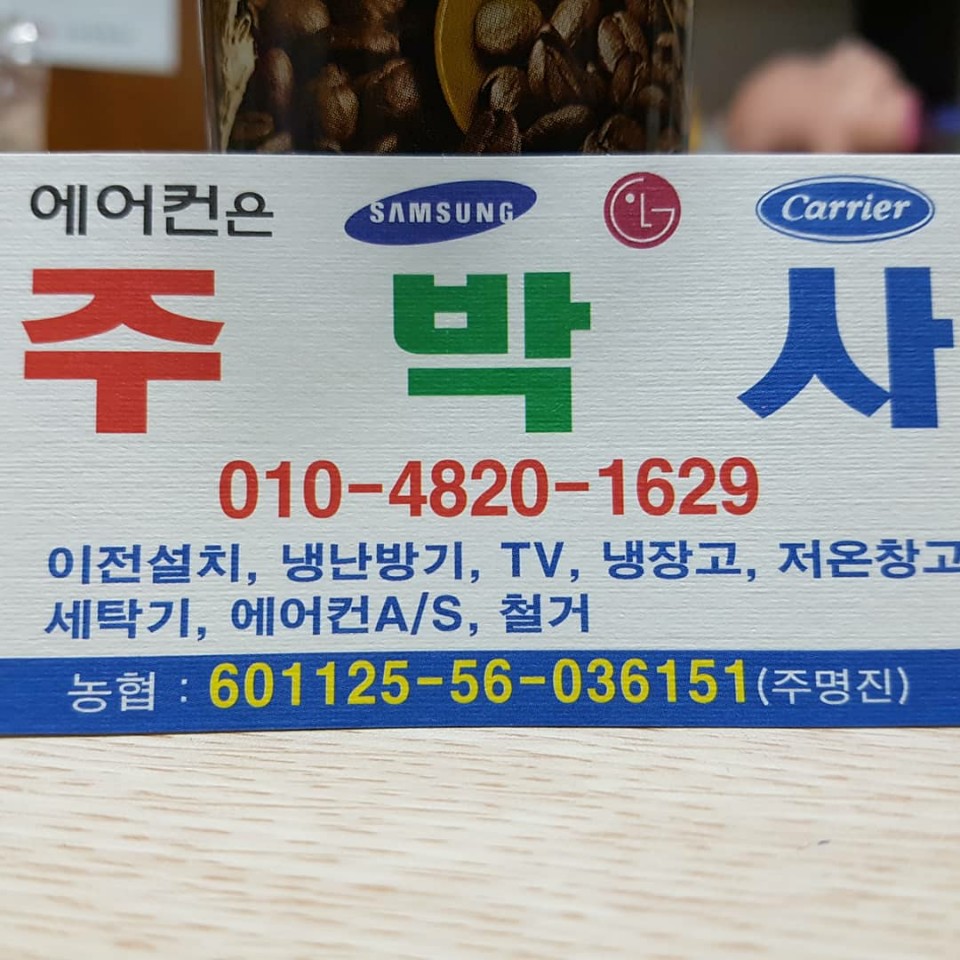 에어컨은 SAMSUNG LG Carrier
주 박 사
010-4820-1629
이전설치, 냉난방기, TV, 냉장고, 저온창고
세탁기, 에어컨A/S, 철거
농협 : 601125-56-036151(주명진)